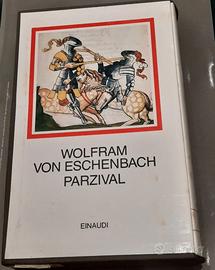 WOLFRAM
VON ESCHENBACH
PARZIVAL
EINAUDI